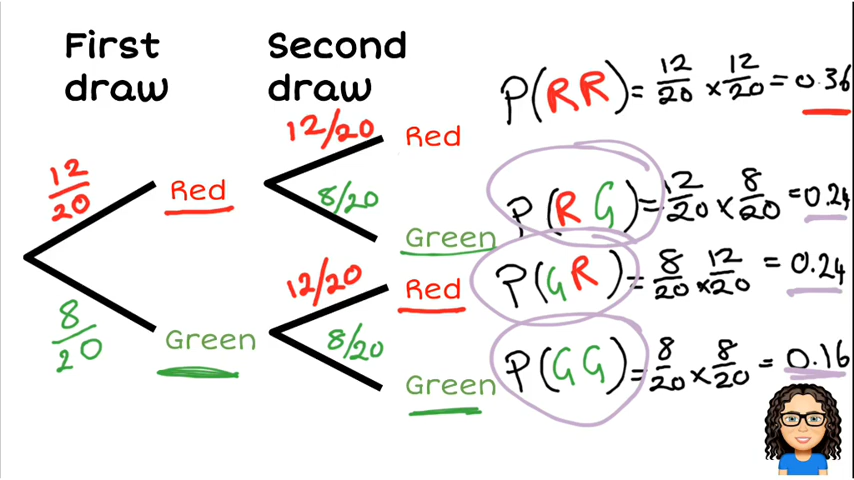 First draw
Second draw
12/20
Red
12/20
Red
8/20
Green
8/20
Green
12/20
Red
8/20
Green
P(RR) = 12/20 × 12/20 = 0.36
P(RG) = 12/20 × 8/20 = 0.24
P(GR) = 8/20 × 12/20 = 0.24
P(GG) = 8/20 × 8/20 = 0.16